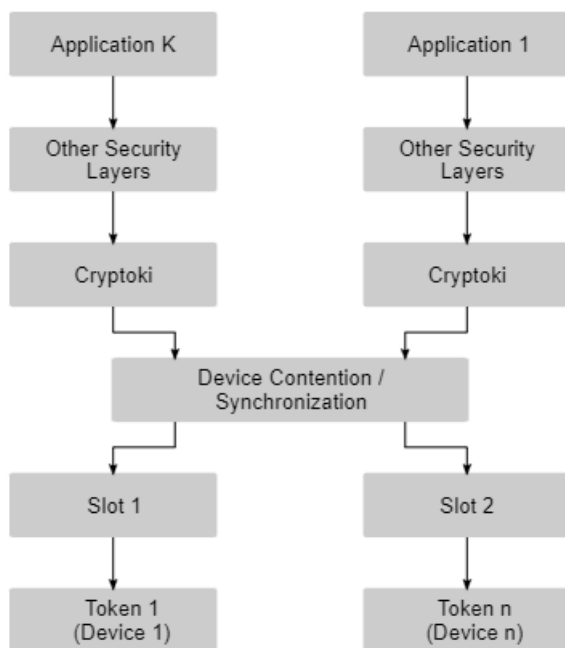 Application K
Application 1
Other Security
Layers
Other Security
Layers
Cryptoki
Cryptoki
Device Contention /
Synchronization
Slot 1
Slot 2
Token 1
(Device 1)
Token n
(Device n)